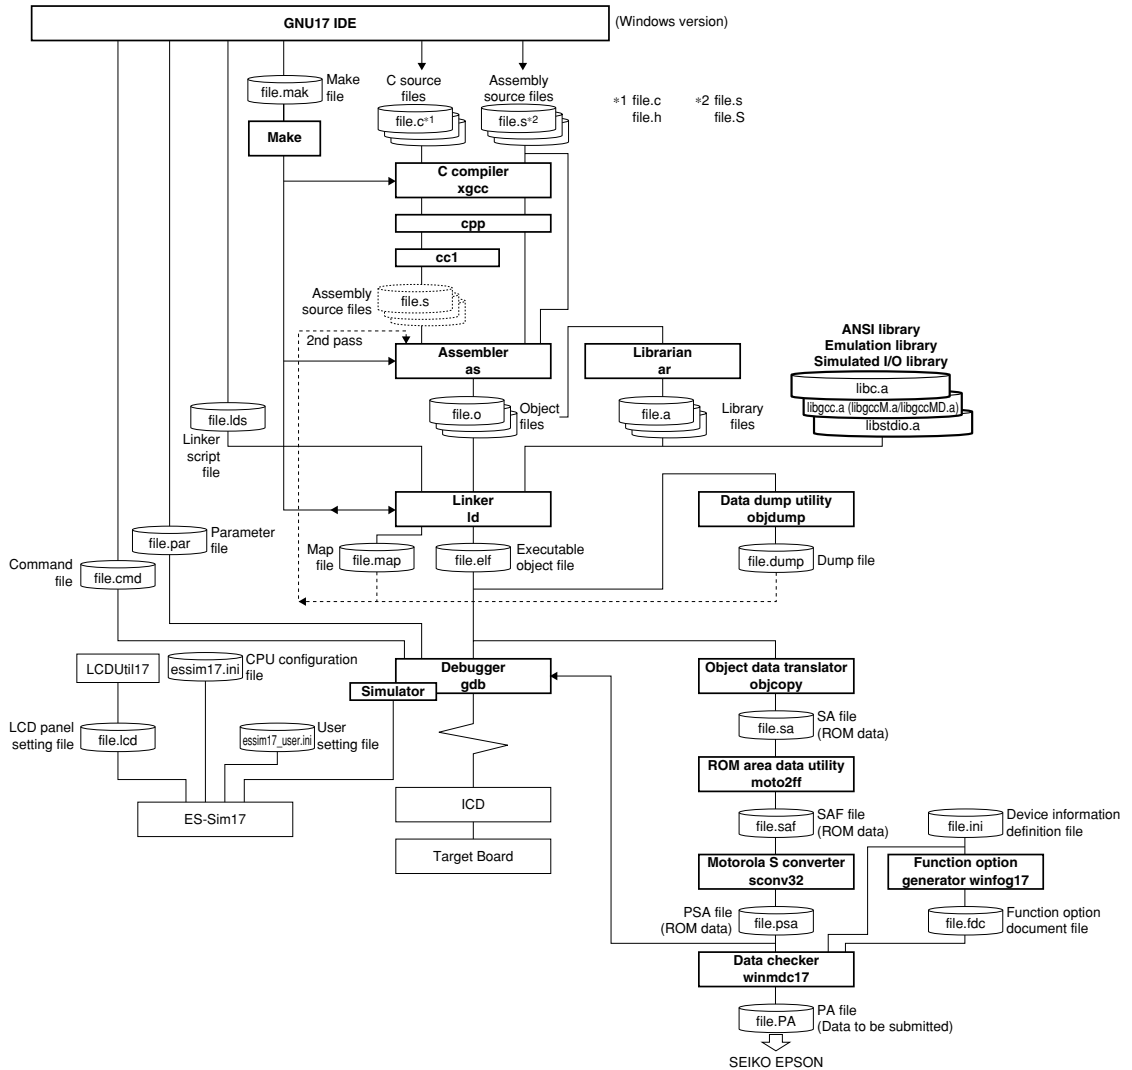 GNU17 IDE
(Windows version)
file.mak
Make
file
C source
files
Assembly
source files
file.c*1
file.s*2
*1 file.c
file.h
*2 file.s
file.S
Make
C compiler
xgcc
cpp
cc1
Assembly
source files
file.s
2nd pass
Assembler
as
Librarian
ar
ANSI library
Emulation library
Simulated I/O library
libc.a
libgcc.a (libgccM.a/libgccMD.a)
libstdio.a
file.lds
Linker
script
file
file.o
Object
files
file.a
Library
files
Linker
ld
Data dump utility
objdump
file.par
Parameter
file
Command
file
file.cmd
Map
file
file.map
file.elf
Executable
object file
file.dump
Dump file
LCDUtil17
essim17.ini
CPU configuration
file
Debugger
gdb
Simulator
Object data translator
objcopy
LCD panel
setting file
file.lcd
essim17_user.ini
User
setting file
file.sa
SA file
(ROM data)
ROM area data utility
moto2ff
ES-Sim17
ICD
Target Board
file.saf
SAF file
(ROM data)
file.ini
Device information
definition file
Motorola S converter
sconv32
Function option
generator winfog17
PSA file
(ROM data)
file.psa
file.fdc
Function option
document file
Data checker
winmdc17
file.PA
PA file
(Data to be submitted)
SEIKO EPSON